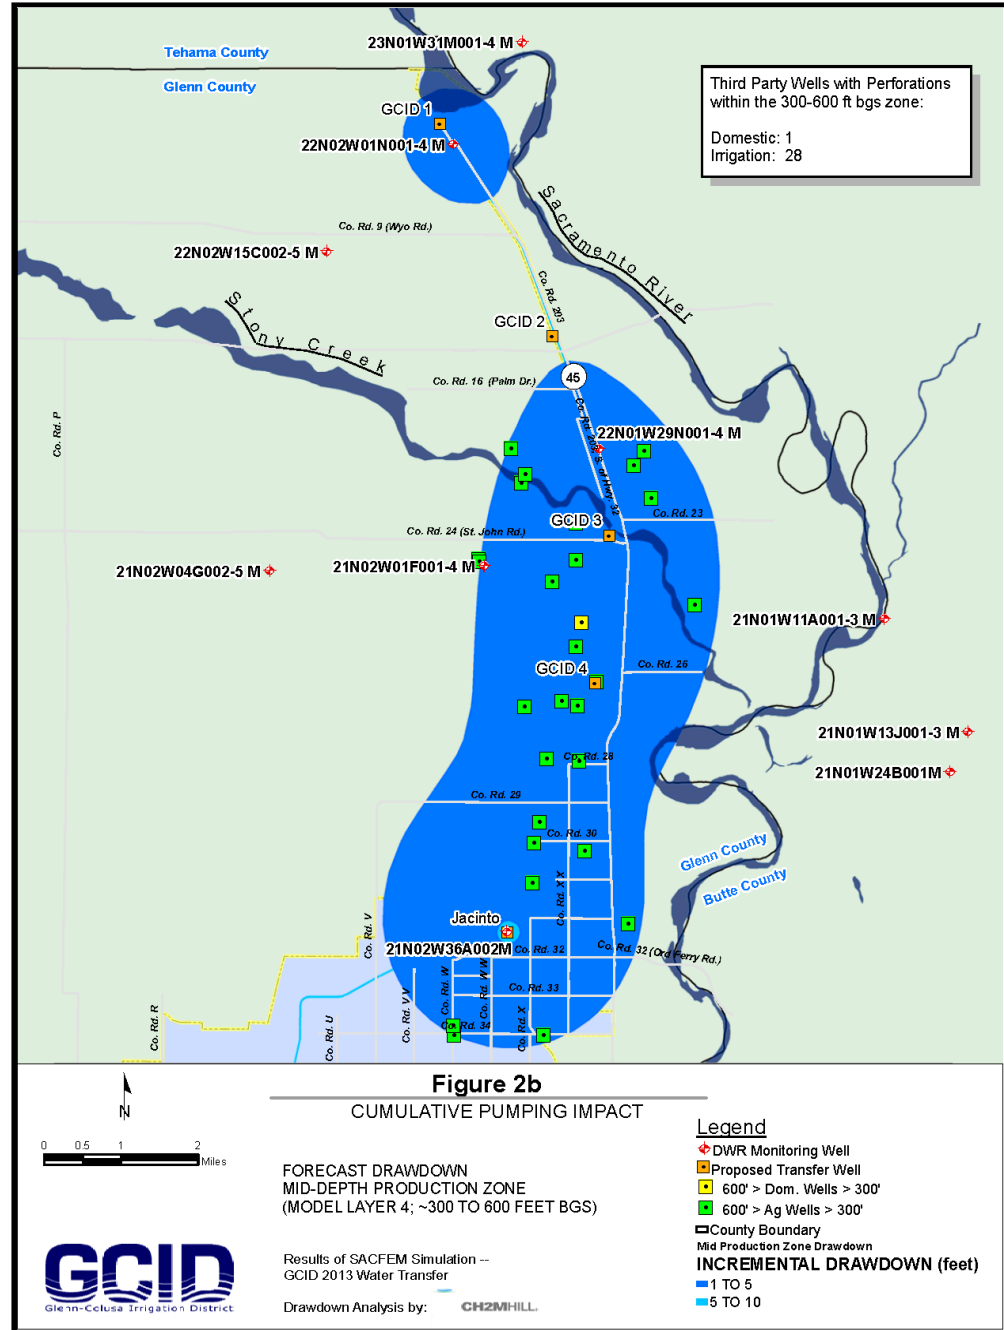 23N01W31M001-4 M
Tehama County
Glenn County
Third Party Wells with Perforations
within the 300-600 ft bgs zone:
Domestic: 1
Irrigation: 28
GCID 1
22N02W01N001-4 M
Sacramento River
Co. Rd. 9 (Wyo Rd.)
22N02W15C002-5 M
Co. Rd. 203
Stony Creek
GCID 2
45
Co. Rd. 16 (Palm Dr.)
Co. Rd. P
22N01W29N001-4 M
Co. Rd. 23
GCID 3
Co. Rd. 24 (St. John Rd.)
21N02W04G002-5 M
21N02W01F001-4 M
21N01W11A001-3 M
GCID 4
Co. Rd. 26
21N01W13J001-3 M
Co. Rd. 28
21N01W24B001M
Co. Rd. 29
Co. Rd. 30
Glenn County
Butte County
Co. Rd. X X
Jacinto
Co. Rd. V
21N02W36A002M
Co. Rd. 32
Co. Rd. 32 (Ord Ferry Rd.)
Co. Rd. W
Co. Rd. W W
Co. Rd. 33
Co. Rd. V V
Co. Rd. X
Co. Rd. R
Co. Rd. U
Co. Rd. 34
Figure 2b
CUMULATIVE PUMPING IMPACT
N
0 0.5 1 2
Miles
FORECAST DRAWDOWN
MID-DEPTH PRODUCTION ZONE
(MODEL LAYER 4; ~300 TO 600 FEET BGS)
Legend
DWR Monitoring Well
Proposed Transfer Well
600' > Dom. Wells > 300'
600' > Ag Wells > 300'
County Boundary
Mid Production Zone Drawdown
INCREMENTAL DRAWDOWN (feet)
1 TO 5
5 TO 10
GCID
Glenn-Colusa Irrigation District
Results of SACFEM Simulation --
GCID 2013 Water Transfer
Drawdown Analysis by: CH2MHILL.